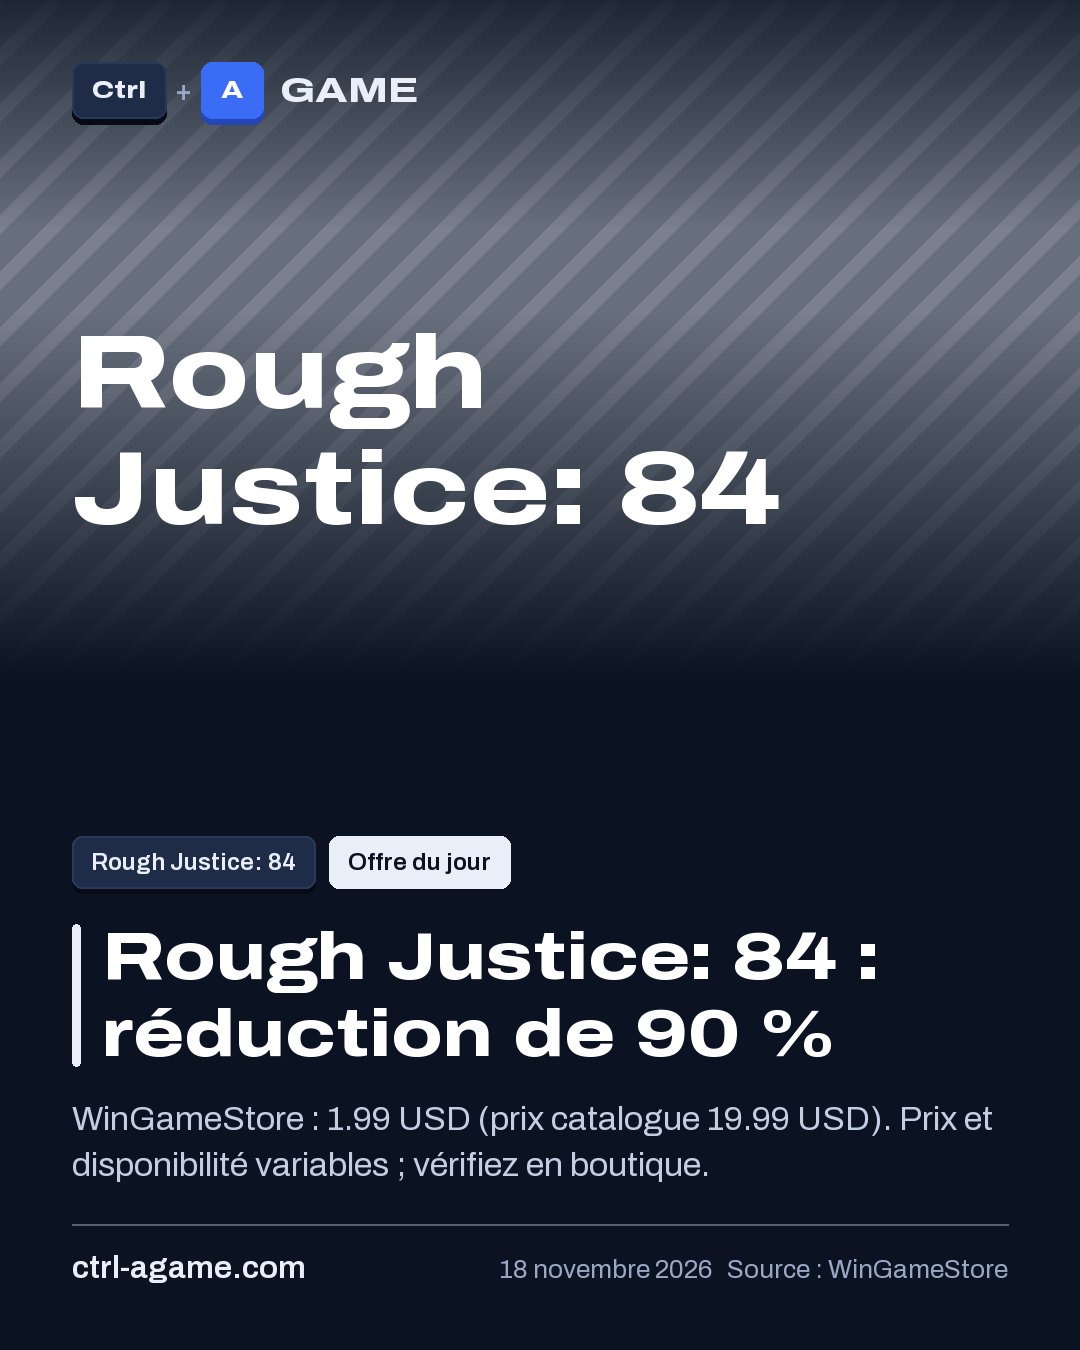 Ctrl + A GAME
Rough
Justice: 84
Rough Justice: 84 Offre du jour
Rough Justice: 84 :
réduction de 90 %
WinGameStore : 1.99 USD (prix catalogue 19.99 USD). Prix et
disponibilité variables ; vérifiez en boutique.
ctrl-agame.com 18 novembre 2026 Source : WinGameStore